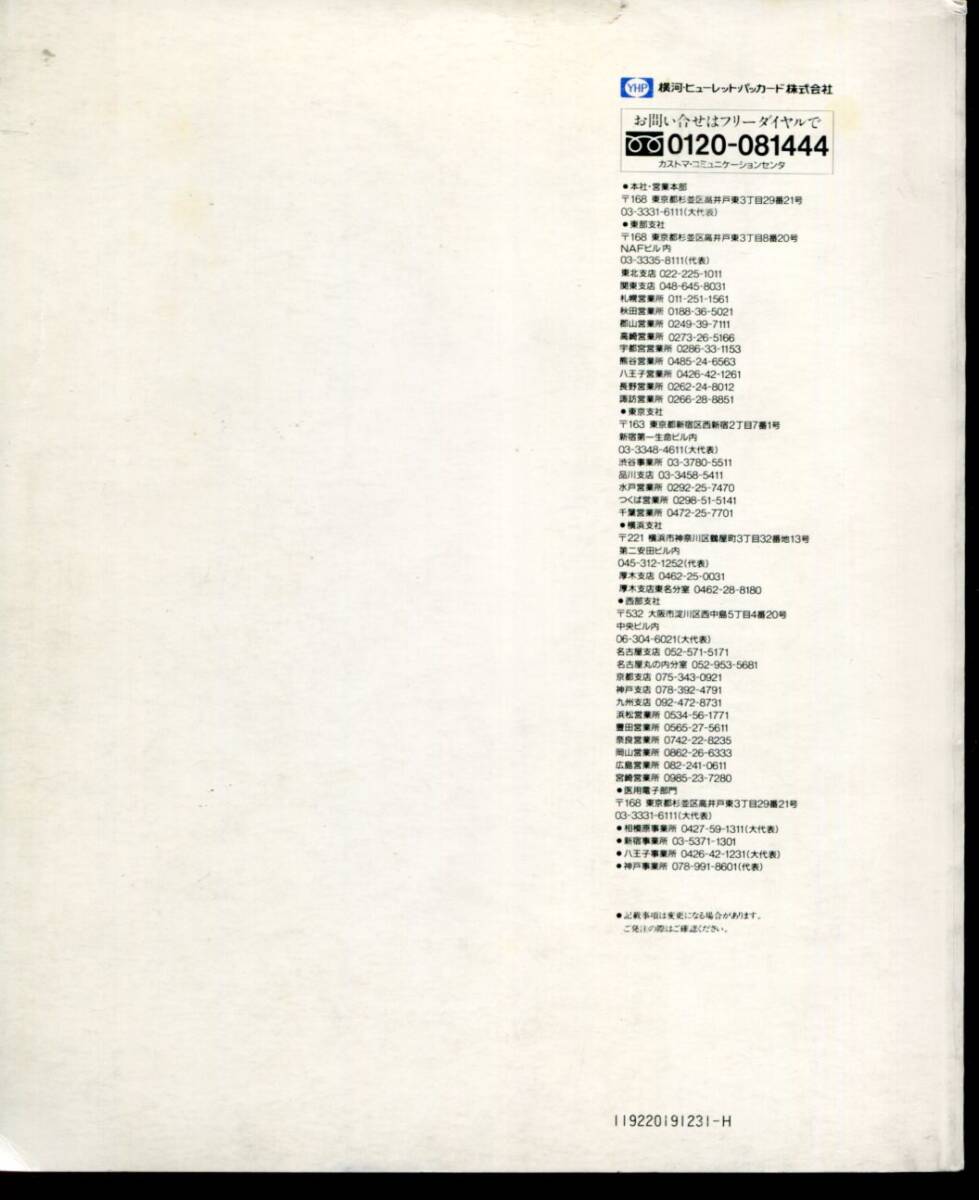 YHP 横河・ヒューレット・パッカード株式会社
お問い合せはフリーダイヤルで
0120-081444
カストマ・コミュニケーションセンタ
●本社・営業本部
〒168 東京都杉並区高井戸東3丁目29番21号
03-3331-6111(大代表)
●東部支社
〒168 東京都杉並区高井戸東3丁目8番20号
NAFビル内
03-3335-8111(代表)
東北支店 022-225-1011
関東支店 048-645-8031
札幌営業所 011-251-1561
秋田営業所 0188-36-5021
郡山営業所 0249-39-7111
高崎営業所 0273-26-5166
宇都宮営業所 0286-33-1153
熊谷営業所 0485-24-6563
八王子営業所 0426-42-1261
長野営業所 0262-24-8012
諏訪営業所 0266-28-8851
●東京支社
〒163 東京都新宿区西新宿2丁目7番1号
新宿第一生命ビル内
03-3348-4611(大代表)
渋谷事業所 03-3780-5511
品川支店 03-3458-5411
水戸営業所 0292-25-7470
つくば営業所 0298-51-5141
千葉営業所 0472-25-7701
●横浜支社
〒221 横浜市神奈川区鶴屋町3丁目32番地13号
第二安田ビル内
045-312-1252(代表)
厚木支店 0462-25-0031
厚木支店東名分室 0462-28-8180
●西部支社
〒532 大阪市淀川区西中島5丁目4番20号
中央ビル内
06-304-6021(大代表)
名古屋支店 052-571-5171
名古屋丸の内分室 052-953-5681
京都支店 075-343-0921
神戸支店 078-392-4791
九州支店 092-472-8731
浜松営業所 0534-56-1771
豊田営業所 0565-27-5611
奈良営業所 0742-22-8235
岡山営業所 0862-26-6333
広島営業所 082-241-0611
宮崎営業所 0985-23-7280
●医用電子部門
〒168 東京都杉並区高井戸東3丁目29番21号
03-3331-6111(大代表)
●相模原事業所 0427-59-1311(大代表)
●新宿事業所 03-5371-1301
●八王子事業所 0426-42-1231(大代表)
●神戸事業所 078-991-8601(代表)
●記載事項は変更になる場合があります。
ご発注の際はご確認ください。
119220191231-H